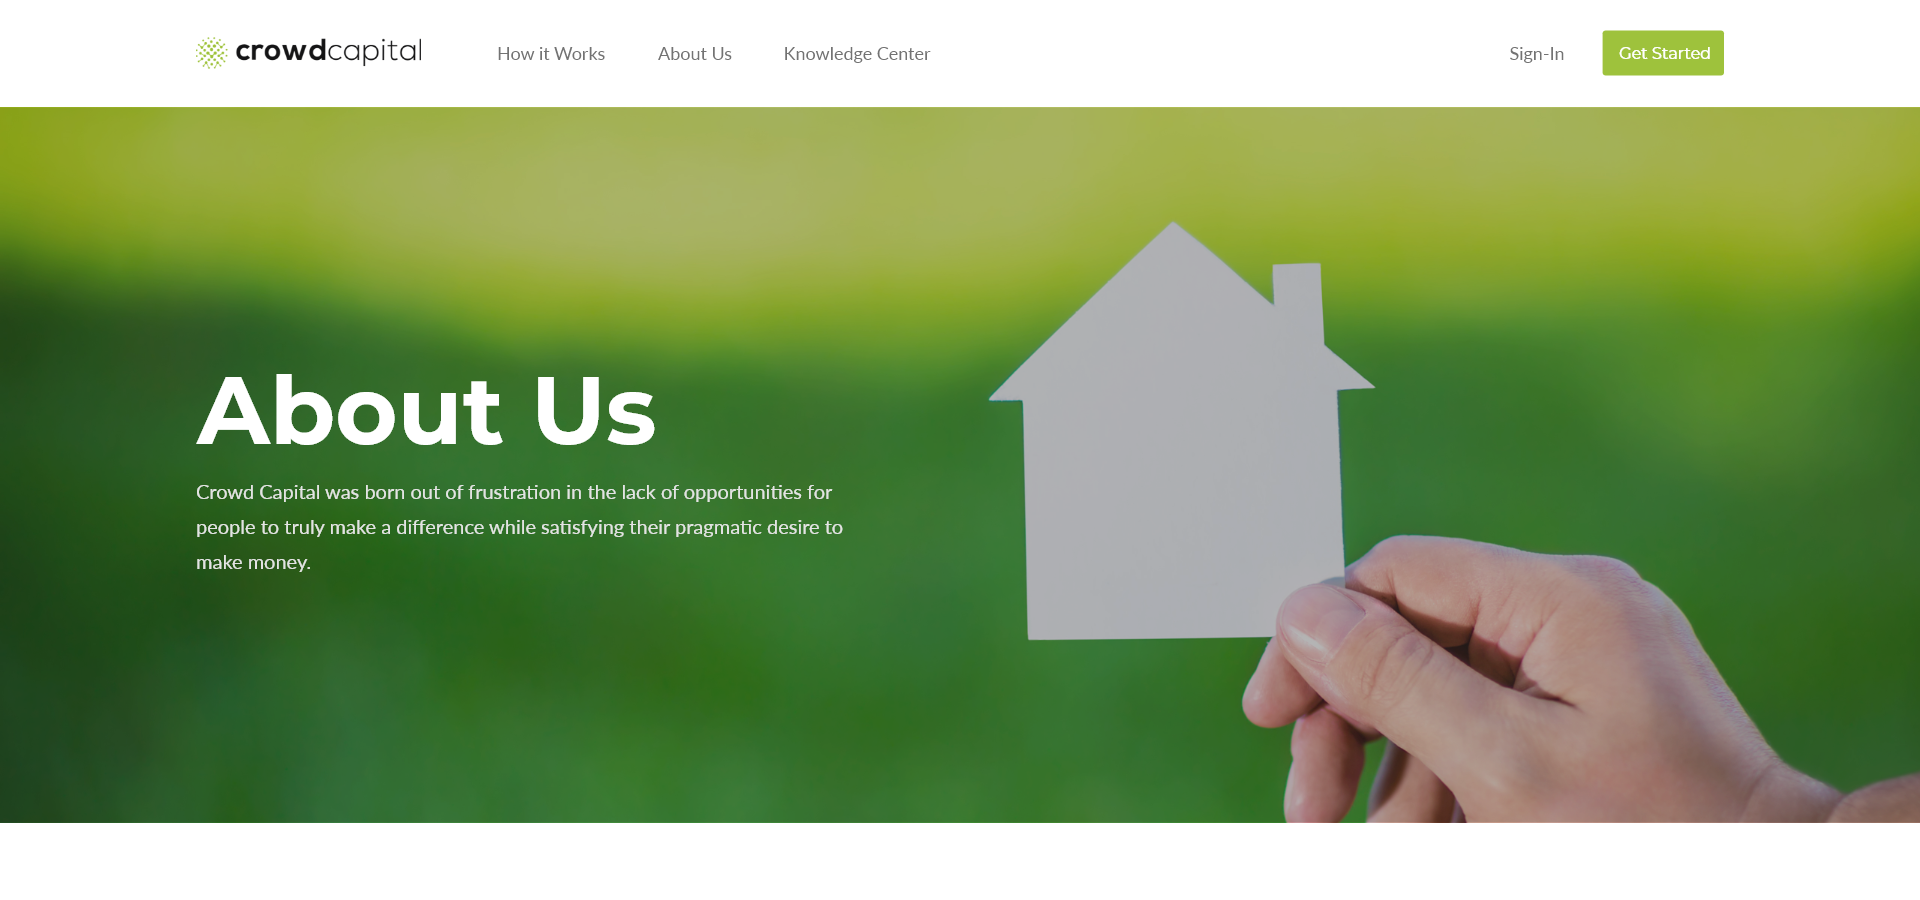 crowdcapital
How it Works
About Us
Knowledge Center
Sign-In
Get Started
About Us
Crowd Capital was born out of frustration in the lack of opportunities for
people to truly make a difference while satisfying their pragmatic desire to
make money.